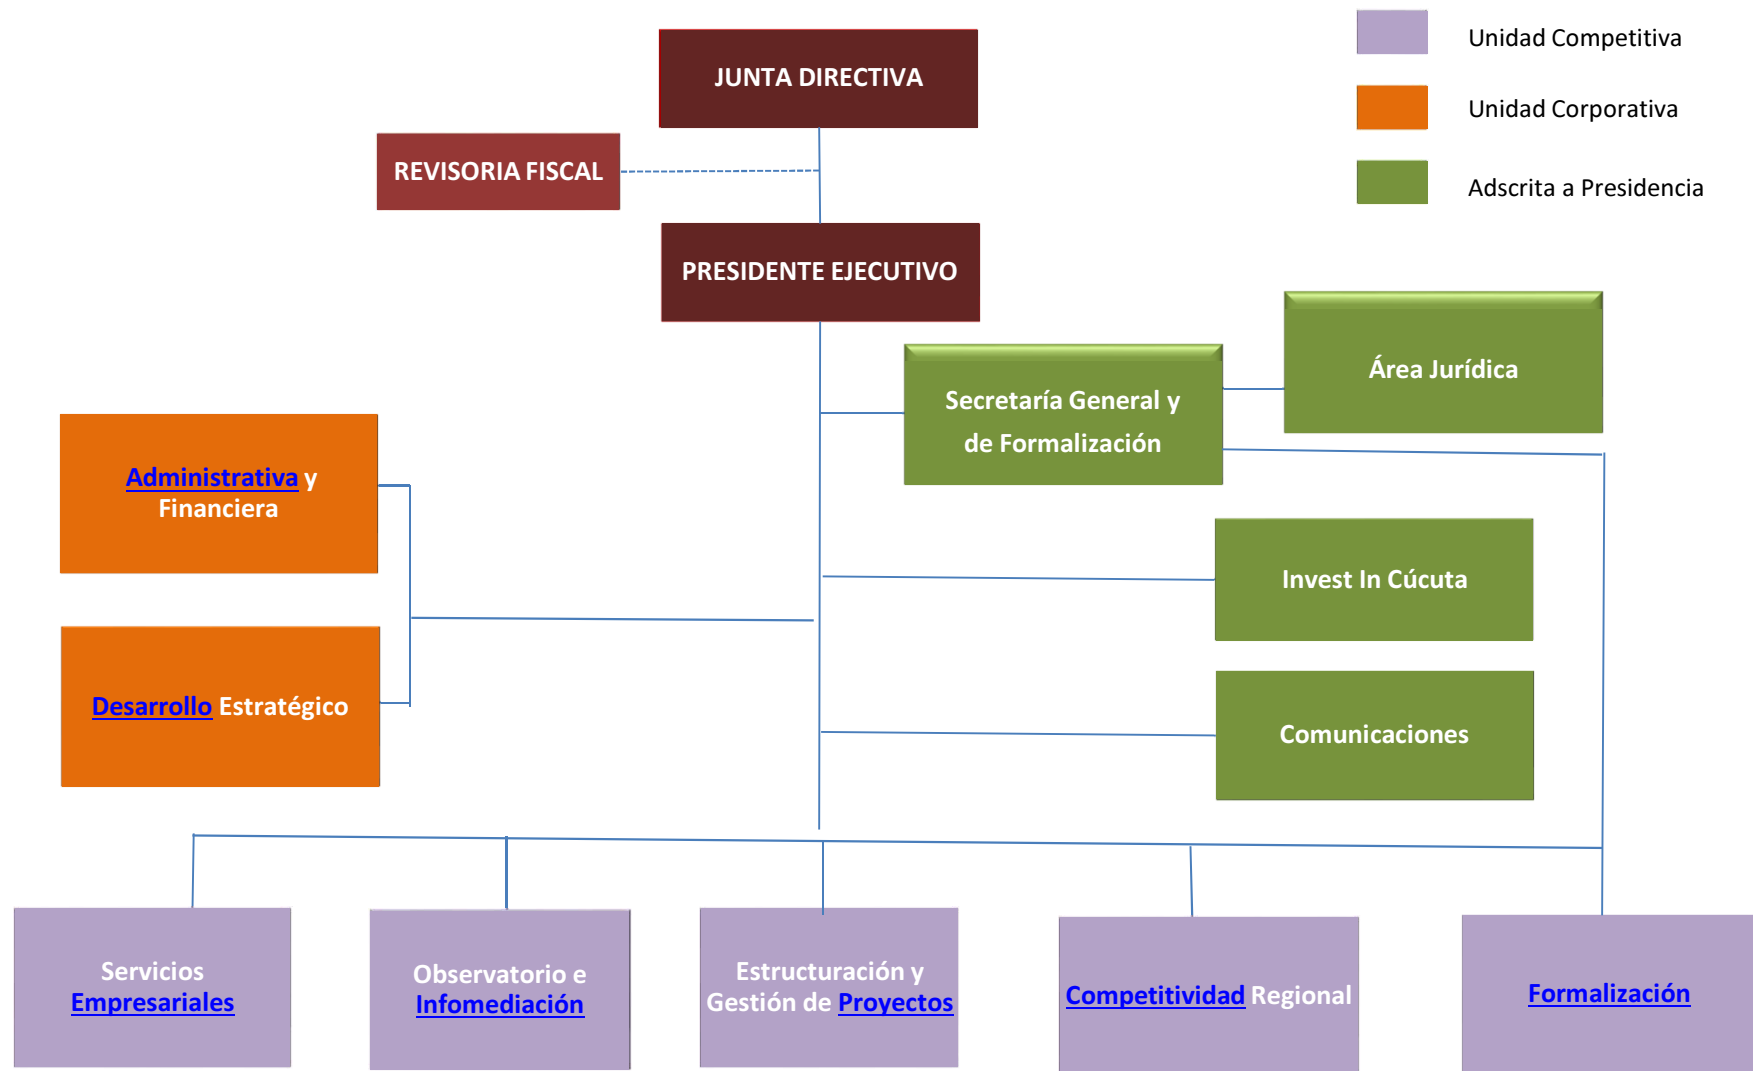 JUNTA DIRECTIVA
Unidad Competitiva
Unidad Corporativa
Adscrita a Presidencia
REVISORIA FISCAL
PRESIDENTE EJECUTIVO
Área Jurídica
Secretaría General y
de Formalización
Administrativa y
Financiera
Invest In Cúcuta
Desarrollo Estratégico
Comunicaciones
Servicios
Empresariales
Observatorio e
Infomediación
Estructuración y
Gestión de Proyectos
Competitividad Regional
Formalización